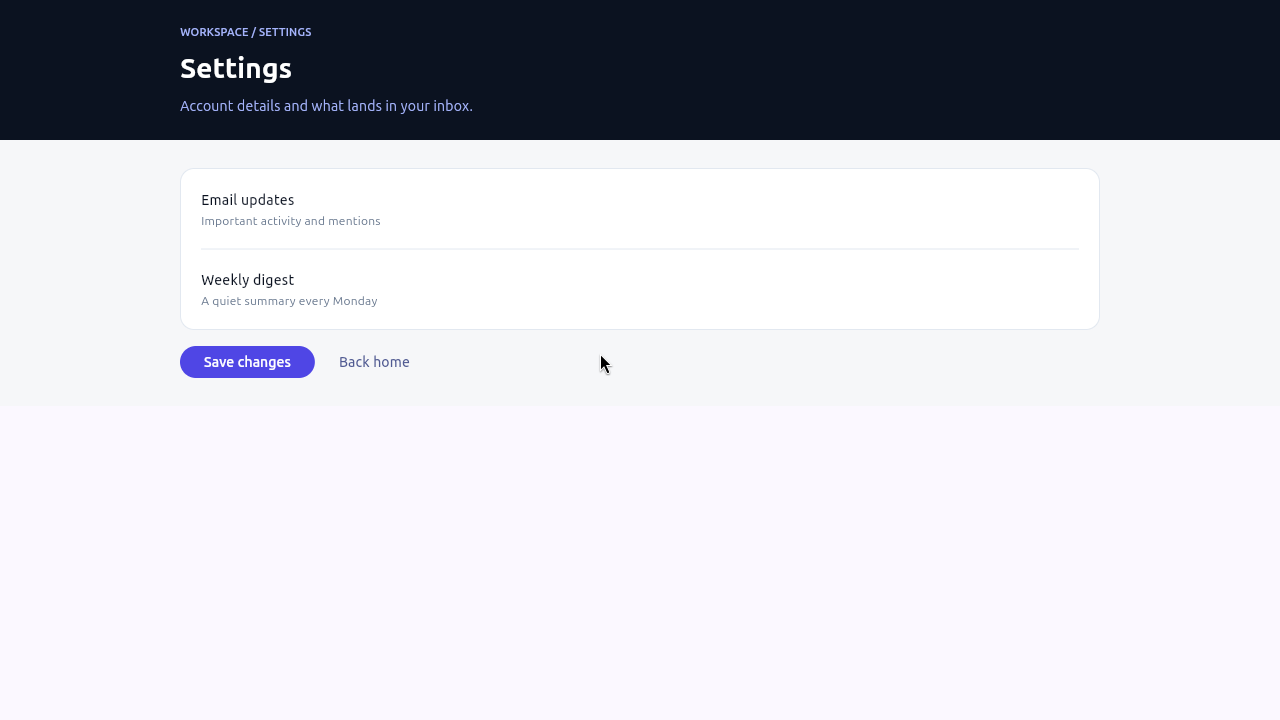 WORKSPACE / SETTINGS
Settings
Account details and what lands in your inbox.
Email updates
Important activity and mentions
Weekly digest
A quiet summary every Monday
Save changes
Back home